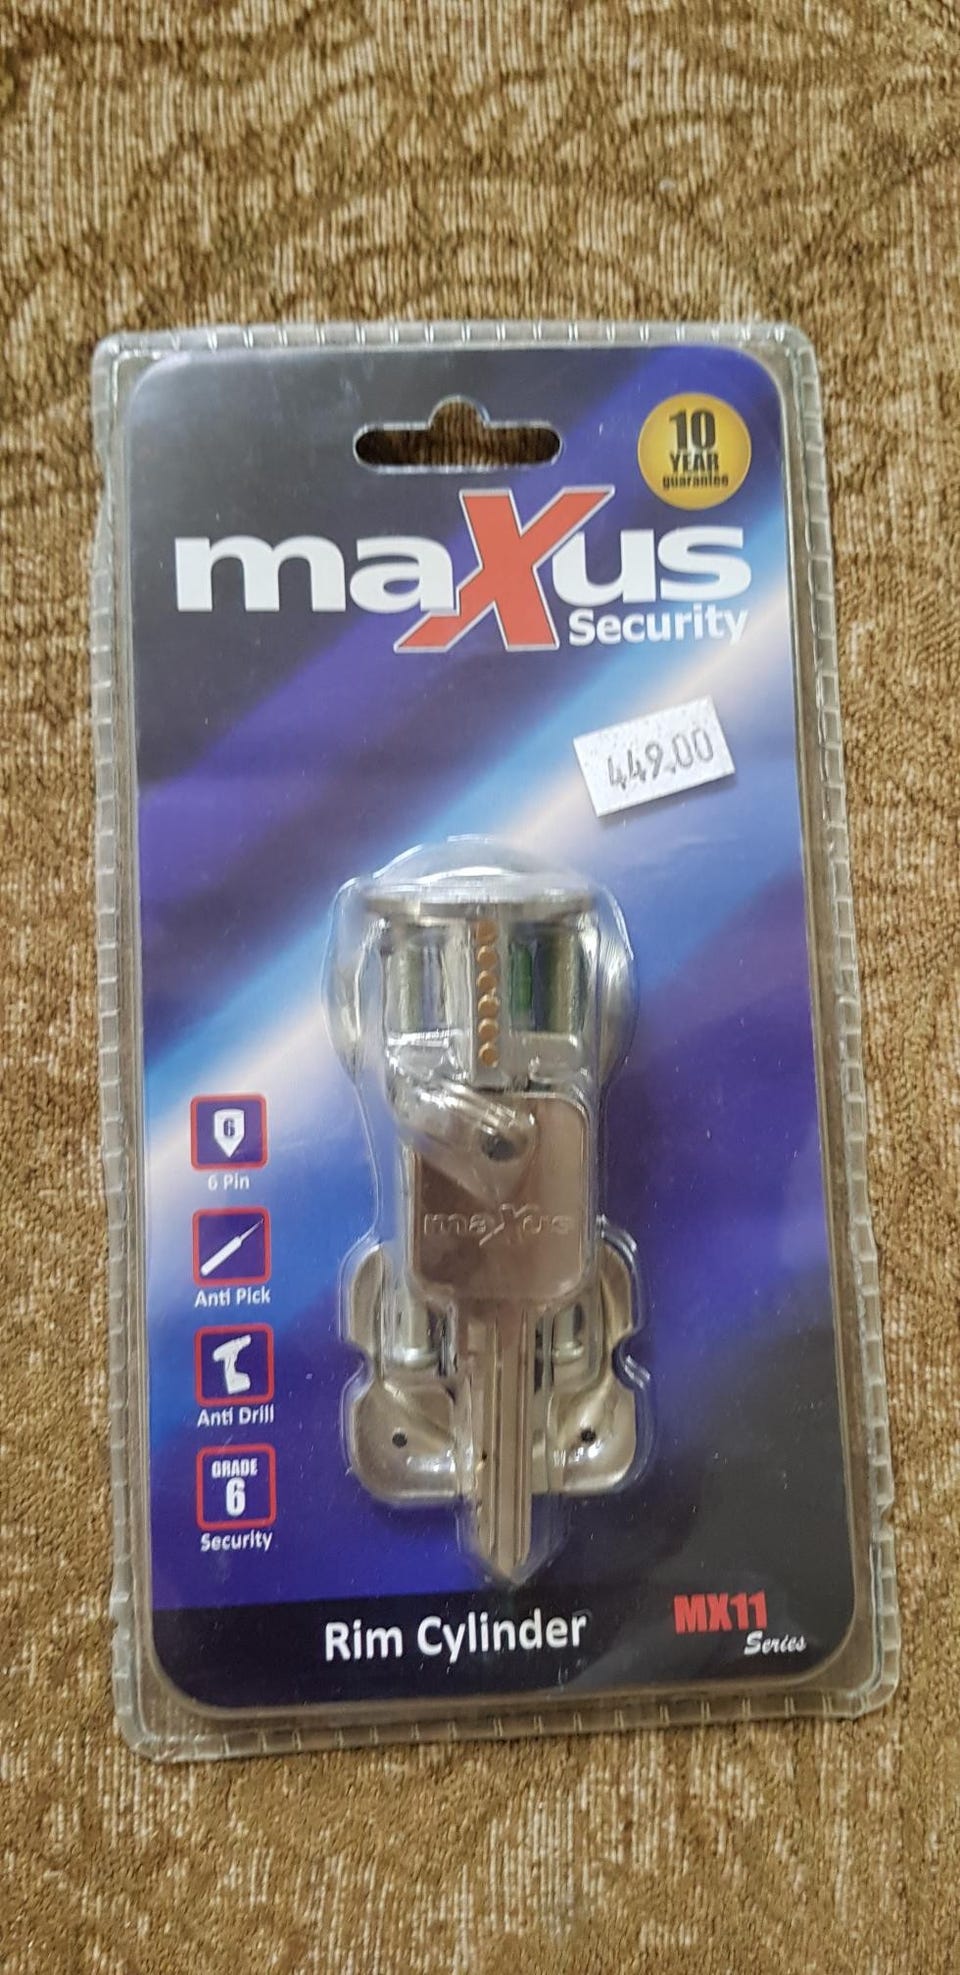 10
YEAR
guarantee
maXus
Security
449.00
6
6 Pin
Anti Pick
Anti Drill
GRADE
6
Security
maXus
Rim Cylinder
MX11
Series